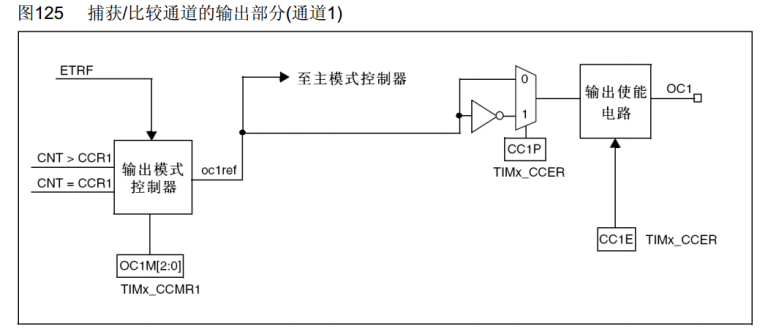 图125 捕获/比较通道的输出部分(通道1)
ETRF
至主模式控制器
0
输出使能
电路
OC1
1
CNT > CCR1
CNT = CCR1
输出模式
控制器
oc1ref
CC1P
TIMx_CCER
OC1M[2:0]
TIMx_CCMR1
CC1E TIMx_CCER